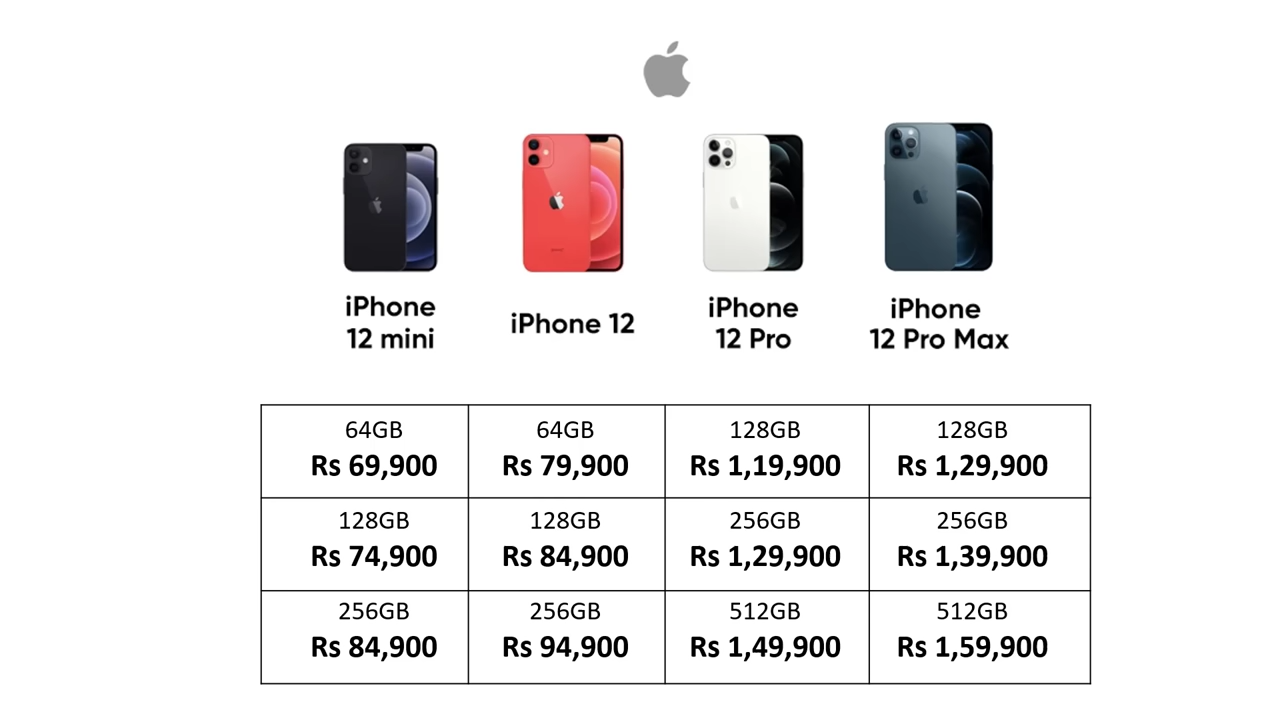 iPhone
12 mini
iPhone 12
iPhone
12 Pro
iPhone
12 Pro Max
64GB
Rs 69,900
64GB
Rs 79,900
128GB
Rs 1,19,900
128GB
Rs 1,29,900
128GB
Rs 74,900
128GB
Rs 84,900
256GB
Rs 1,29,900
256GB
Rs 1,39,900
256GB
Rs 84,900
256GB
Rs 94,900
512GB
Rs 1,49,900
512GB
Rs 1,59,900